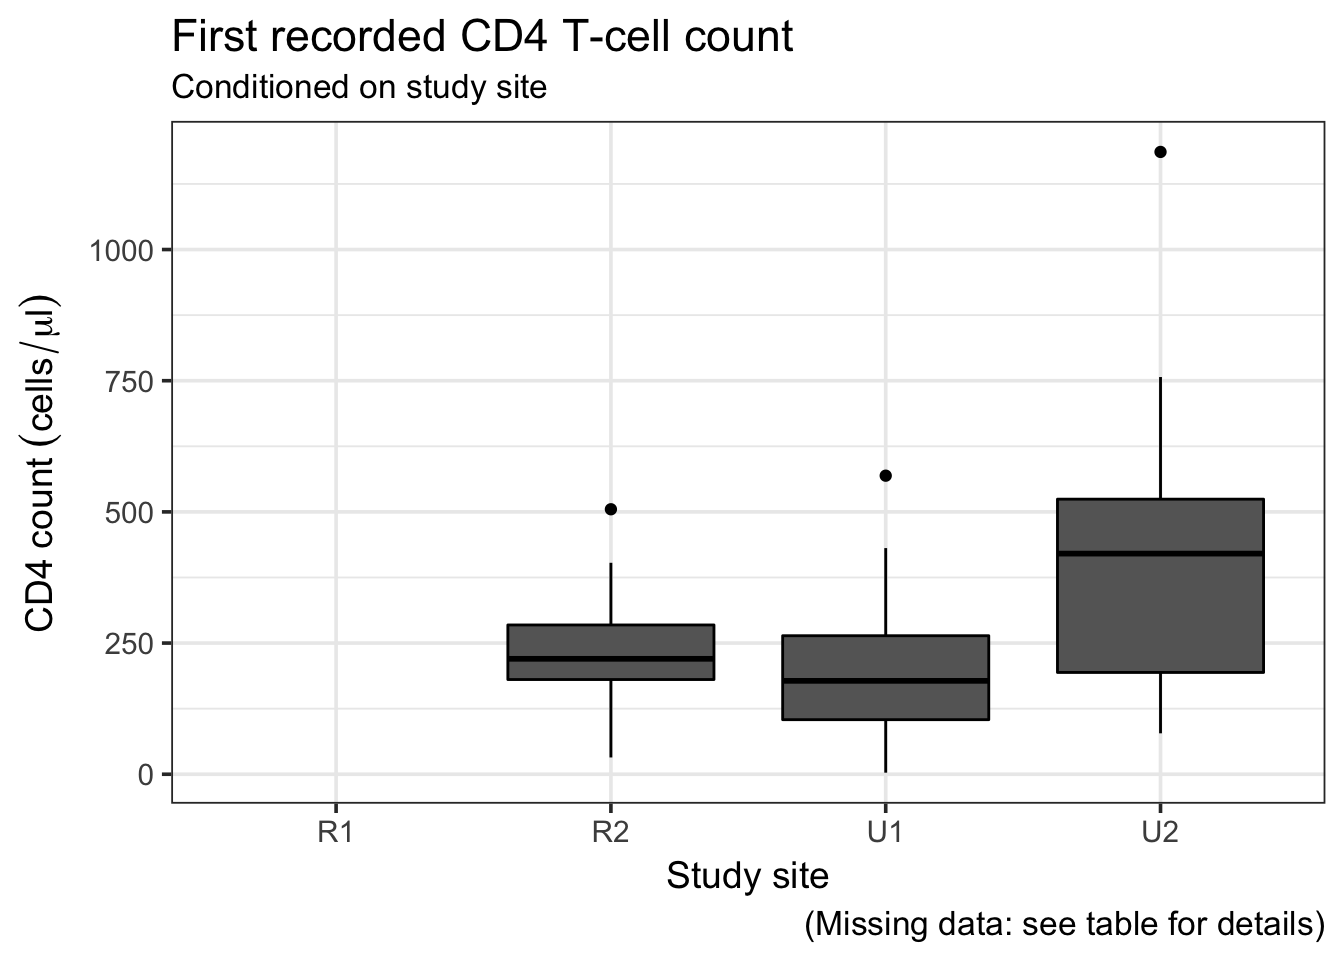 First recorded CD4 T-cell count
Conditioned on study site
CD4 count (cells/μl)
1000
750
500
250
0
R1 R2 U1 U2
Study site
(Missing data: see table for details)